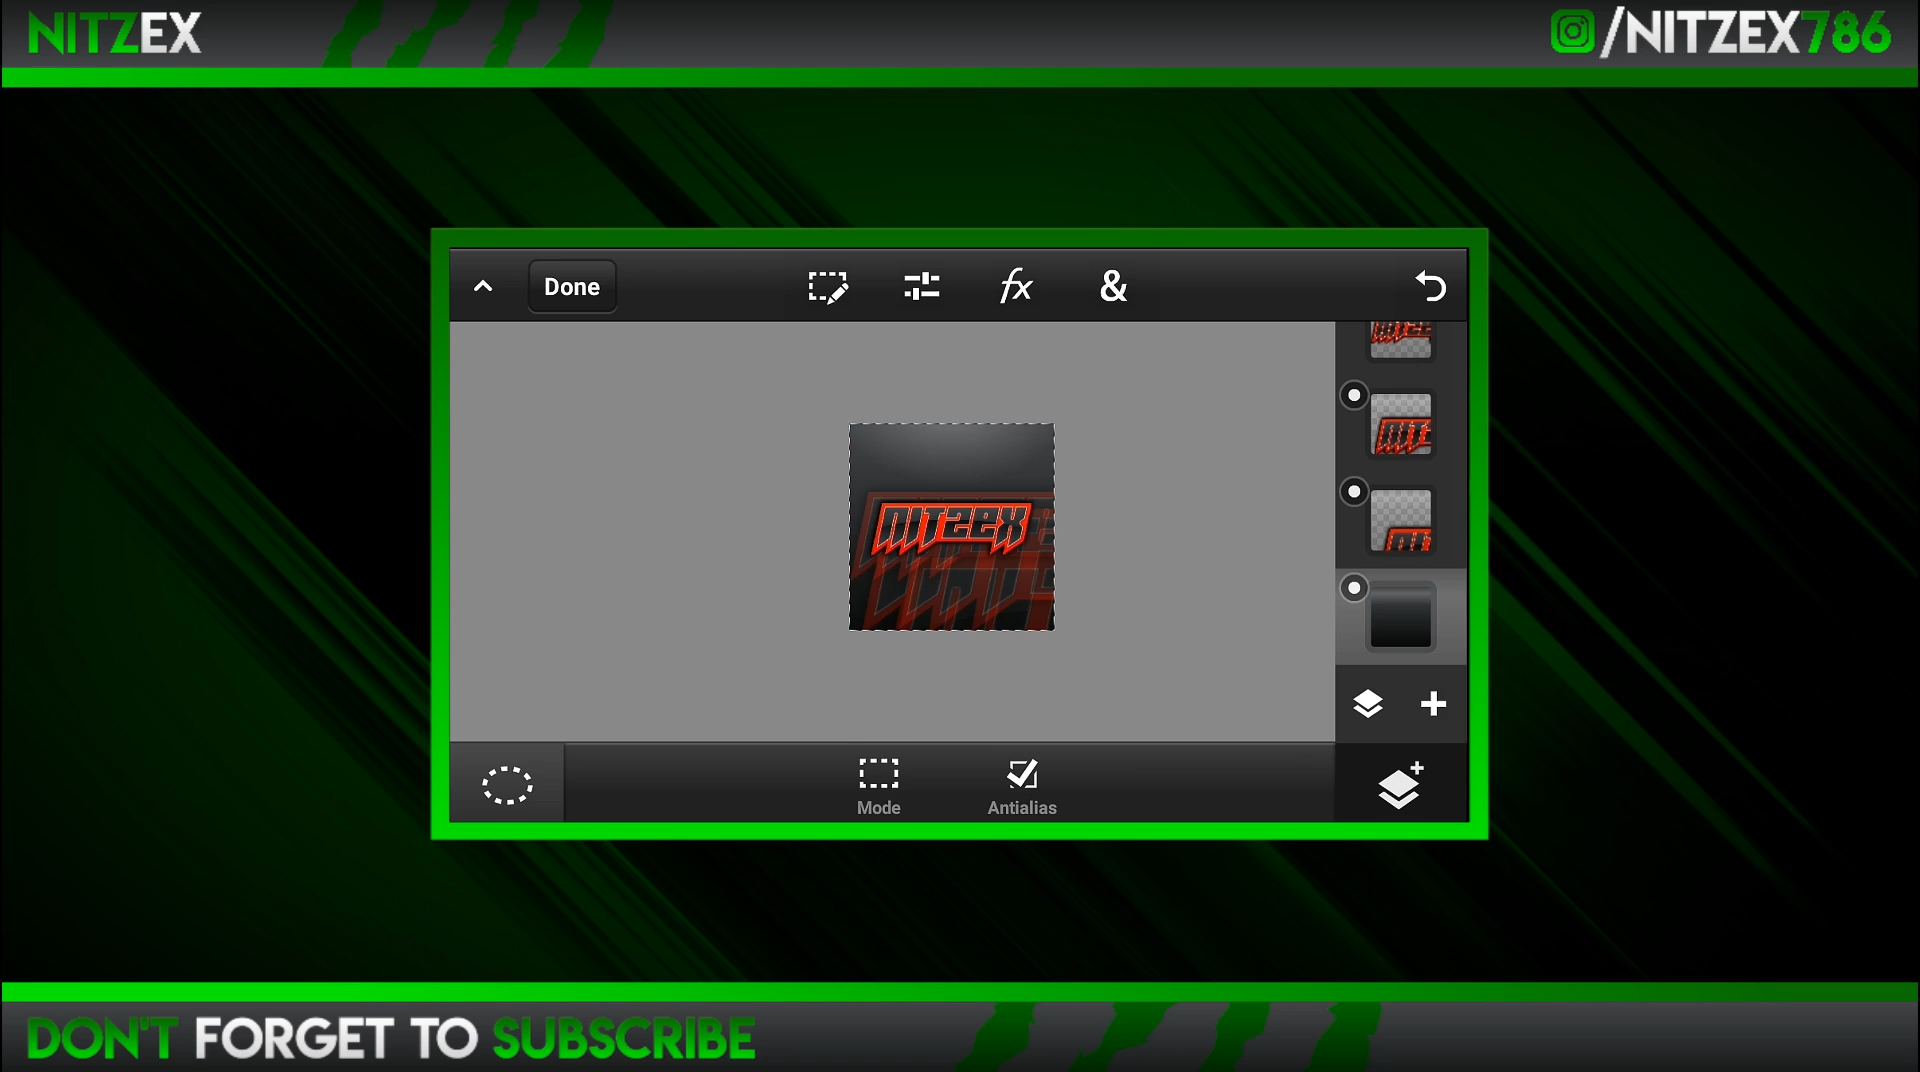 NITZEX
/NITZEX786
Done
fx
&
NITZEX
Mode
Antialias
DON'T FORGET TO SUBSCRIBE